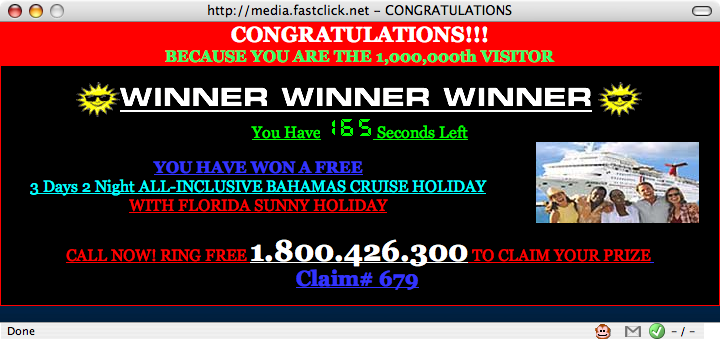 http://media.fastclick.net - CONGRATULATIONS
CONGRATULATIONS!!!
BECAUSE YOU ARE THE 1,000,000th VISITOR
WINNER WINNER WINNER
You Have 165 Seconds Left
YOU HAVE WON A FREE
3 Days 2 Night ALL-INCLUSIVE BAHAMAS CRUISE HOLIDAY
WITH FLORIDA SUNNY HOLIDAY
CALL NOW! RING FREE 1.800.426.300 TO CLAIM YOUR PRIZE
Claim# 679
Done - / -